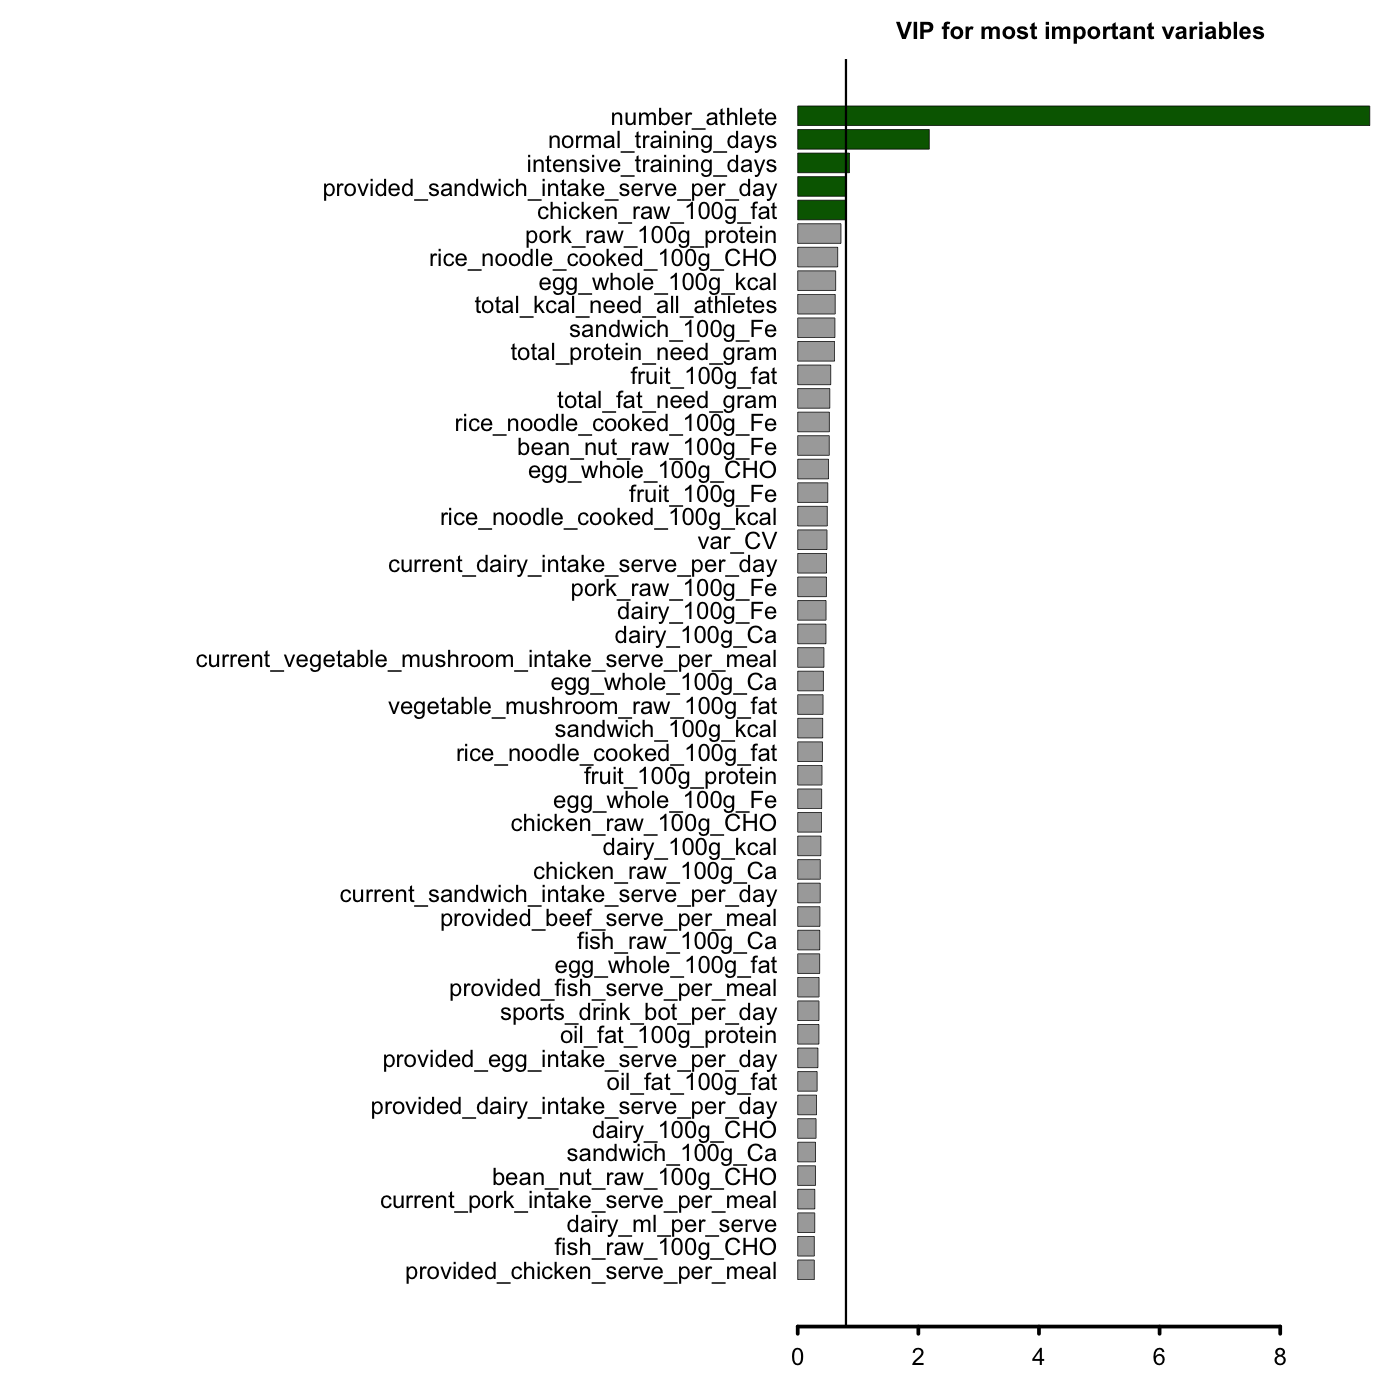 VIP for most important variables
number_athlete
normal_training_days
intensive_training_days
provided_sandwich_intake_serve_per_day
chicken_raw_100g_fat
pork_raw_100g_protein
rice_noodle_cooked_100g_CHO
egg_whole_100g_kcal
total_kcal_need_all_athletes
sandwich_100g_Fe
total_protein_need_gram
fruit_100g_fat
total_fat_need_gram
rice_noodle_cooked_100g_Fe
bean_nut_raw_100g_Fe
egg_whole_100g_CHO
fruit_100g_Fe
rice_noodle_cooked_100g_kcal
var_CV
current_dairy_intake_serve_per_day
pork_raw_100g_Fe
dairy_100g_Fe
dairy_100g_Ca
current_vegetable_mushroom_intake_serve_per_meal
egg_whole_100g_Ca
vegetable_mushroom_raw_100g_fat
sandwich_100g_kcal
rice_noodle_cooked_100g_fat
fruit_100g_protein
egg_whole_100g_Fe
chicken_raw_100g_CHO
dairy_100g_kcal
chicken_raw_100g_Ca
current_sandwich_intake_serve_per_day
provided_beef_serve_per_meal
fish_raw_100g_Ca
egg_whole_100g_fat
provided_fish_serve_per_meal
sports_drink_bot_per_day
oil_fat_100g_protein
provided_egg_intake_serve_per_day
oil_fat_100g_fat
provided_dairy_intake_serve_per_day
dairy_100g_CHO
sandwich_100g_Ca
bean_nut_raw_100g_CHO
current_pork_intake_serve_per_meal
dairy_ml_per_serve
fish_raw_100g_CHO
provided_chicken_serve_per_meal
0 2 4 6 8